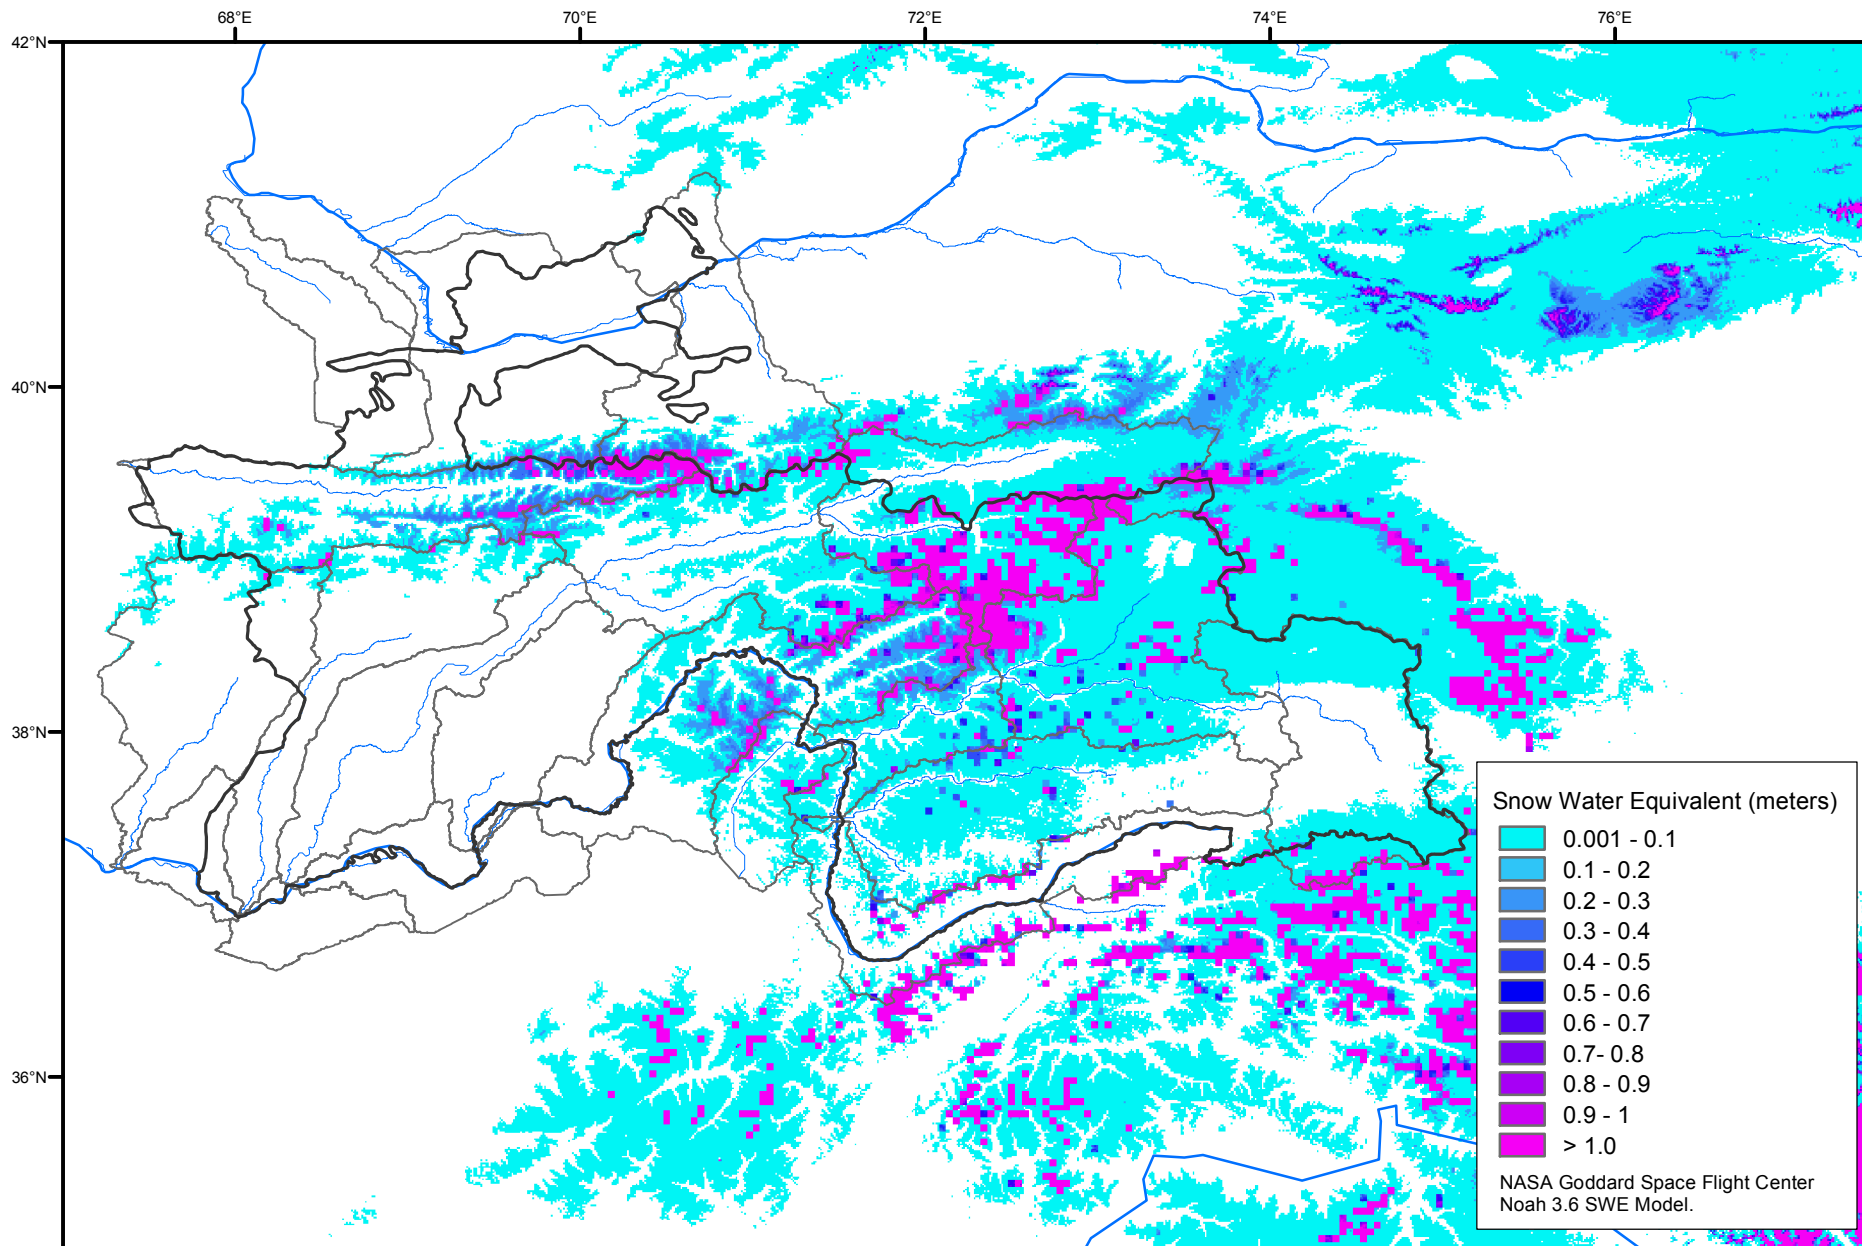 68°E 70°E 72°E 74°E 76°E
42°N
40°N
38°N
36°N
Snow Water Equivalent (meters)
0.001 - 0.1
0.1 - 0.2
0.2 - 0.3
0.3 - 0.4
0.4 - 0.5
0.5 - 0.6
0.6 - 0.7
0.7- 0.8
0.8 - 0.9
0.9 - 1
> 1.0
NASA Goddard Space Flight Center
Noah 3.6 SWE Model.